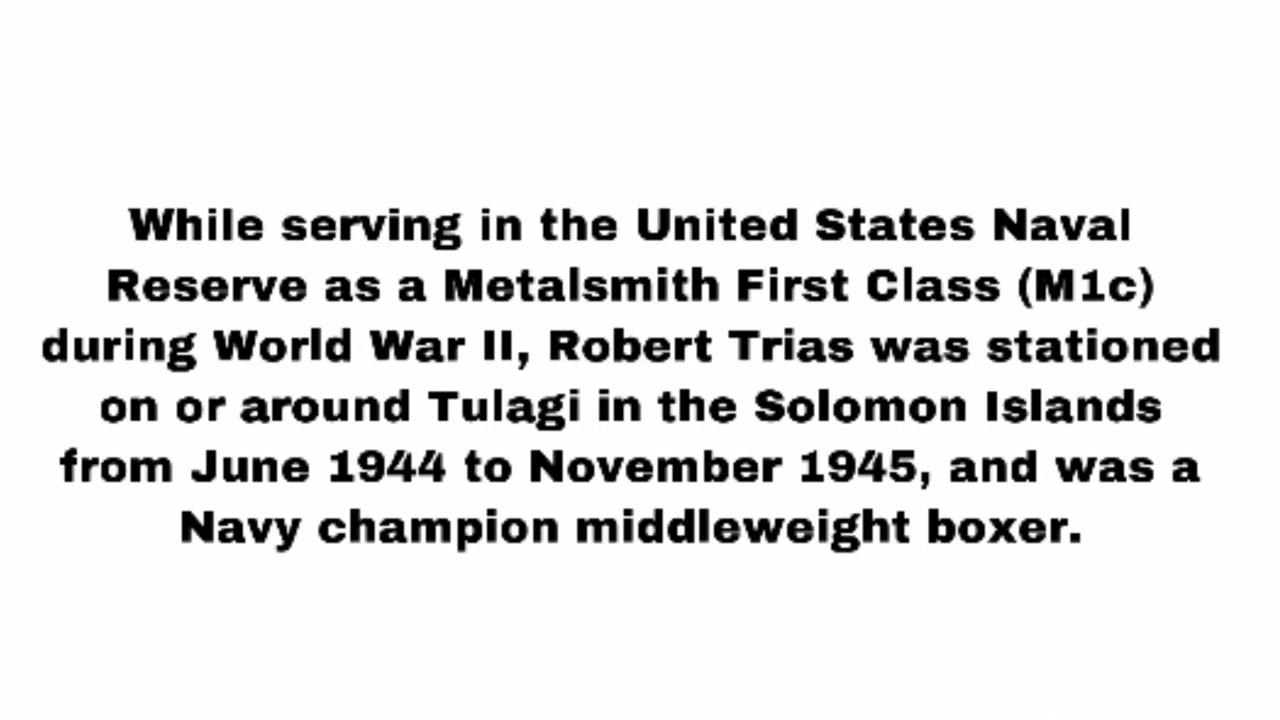 While serving in the United States Naval
Reserve as a Metalsmith First Class (M1c)
during World War II, Robert Trias was stationed
on or around Tulagi in the Solomon Islands
from June 1944 to November 1945, and was a
Navy champion middleweight boxer.